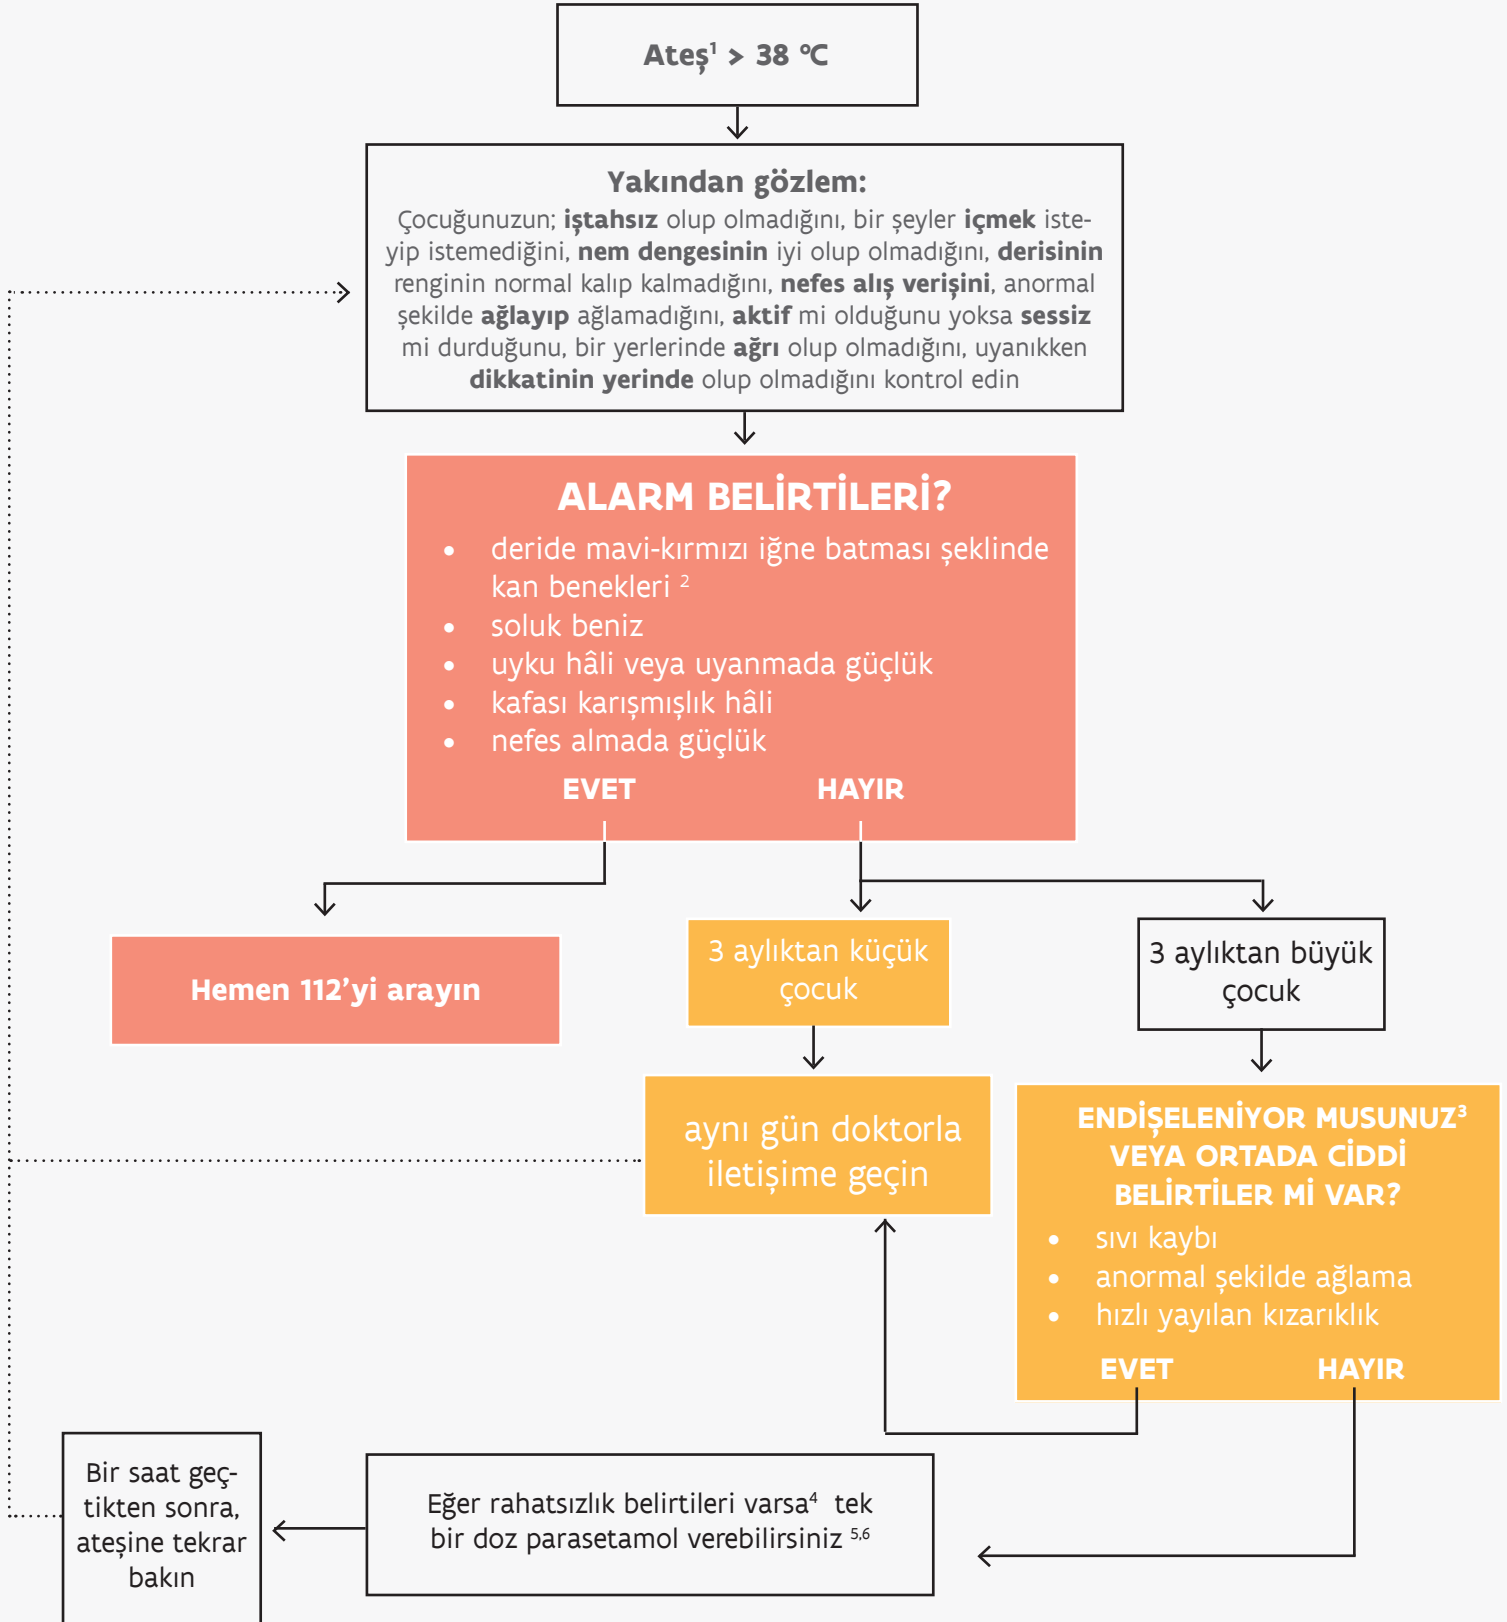 Ateş¹ > 38 °C
Yakından gözlem:
Çocuğunuzun; iştahsız olup olmadığını, bir şeyler içmek iste-
yip istemediğini, nem dengesinin iyi olup olmadığını, derisinin
renginin normal kalıp kalmadığını, nefes alış verişini, anormal
şekilde ağlayıp ağlamadığını, aktif mi olduğunu yoksa sessiz
mi durduğunu, bir yerlerinde ağrı olup olmadığını, uyanıkken
dikkatinin yerinde olup olmadığını kontrol edin
ALARM BELİRTİLERİ?
• deride mavi-kırmızı iğne batması şeklinde
kan benekleri ²
• soluk beniz
• uyku hâli veya uyanmada güçlük
• kafası karışmışlık hâli
• nefes almada güçlük
EVET HAYIR
Hemen 112’yi arayın
3 aylıktan küçük
çocuk
3 aylıktan büyük
çocuk
aynı gün doktorla
iletişime geçin
ENDİŞELENİYOR MUSUNUZ³
VEYA ORTADA CİDDİ
BELİRTİLER Mİ VAR?
• sıvı kaybı
• anormal şekilde ağlama
• hızlı yayılan kızarıklık
EVET HAYIR
Eğer rahatsızlık belirtileri varsa⁴ tek
bir doz parasetamol verebilirsiniz ⁵,⁶
Bir saat geç-
tikten sonra,
ateşine tekrar
bakın